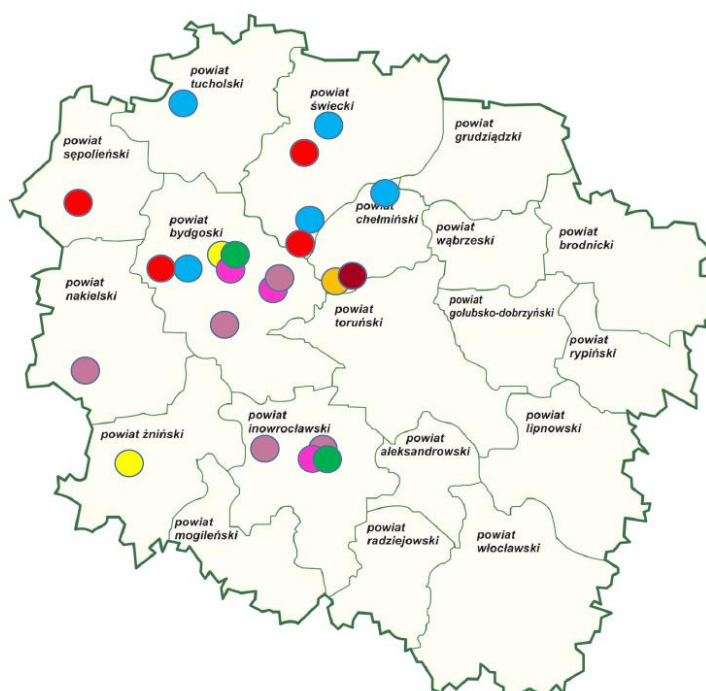 powiat
tucholski
powiat
świecki
powiat
grudziądzki
powiat
sępoleński
powiat
chełmiński
powiat
bydgoski
powiat
wąbrzeski
powiat
brodnicki
powiat
nakielski
powiat
toruński
powiat
golubsko-dobrzyński
powiat
rypiński
powiat żniński
powiat
inowrocławski
powiat
aleksandrowski
powiat
lipnowski
powiat
mogileński
powiat
radziejowski
powiat
włocławski